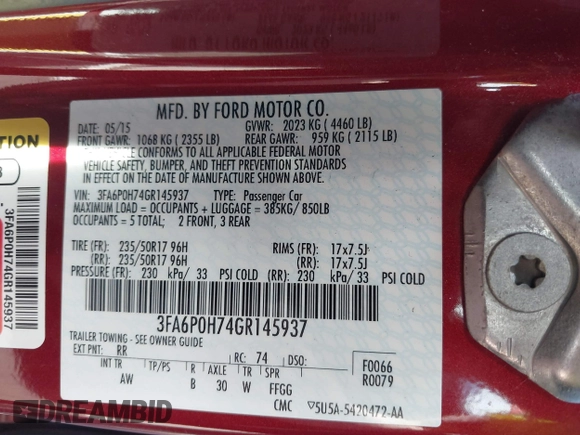 MFD. BY FORD MOTOR CO.
DATE: 05/15 GVWR: 2023 KG ( 4460 LB)
FRONT GAWR: 1068 KG ( 2355 LB) REAR GAWR: 959 KG ( 2115 LB)
CONFORMS TO ALL APPLICABLE FEDERAL MOTOR
VEHICLE SAFETY, BUMPER, AND THEFT PREVENTION STANDARDS
IN EFFECT ON THE DATE OF MANUFACTURE SHOWN ABOVE.
VIN: 3FA6P0H74GR145937 TYPE: Passenger Car
MAXIMUM LOAD = OCCUPANTS + LUGGAGE = 385KG/ 850LB
OCCUPANTS = 5 TOTAL; 2 FRONT, 3 REAR
TIRE (FR): 235/50R17 96H RIMS (FR): 17x7.5J
(RR): 235/50R17 96H (RR): 17x7.5J
PRESSURE (FR): 230 kPa/ 33 PSI COLD (RR): 230 kPa/ 33 PSI COLD
3FA6P0H74GR145937
TRAILER TOWING - SEE OWNER GUIDE
EXT PNT: RR RC: 74 DSO: F0066
INT TR TP/PS R AXLE TR SPR R0079
AW B 30 W FFGG
CMC ▽5U5A-5420472-AA
3FA6P0H74GR145937
DREAMBID